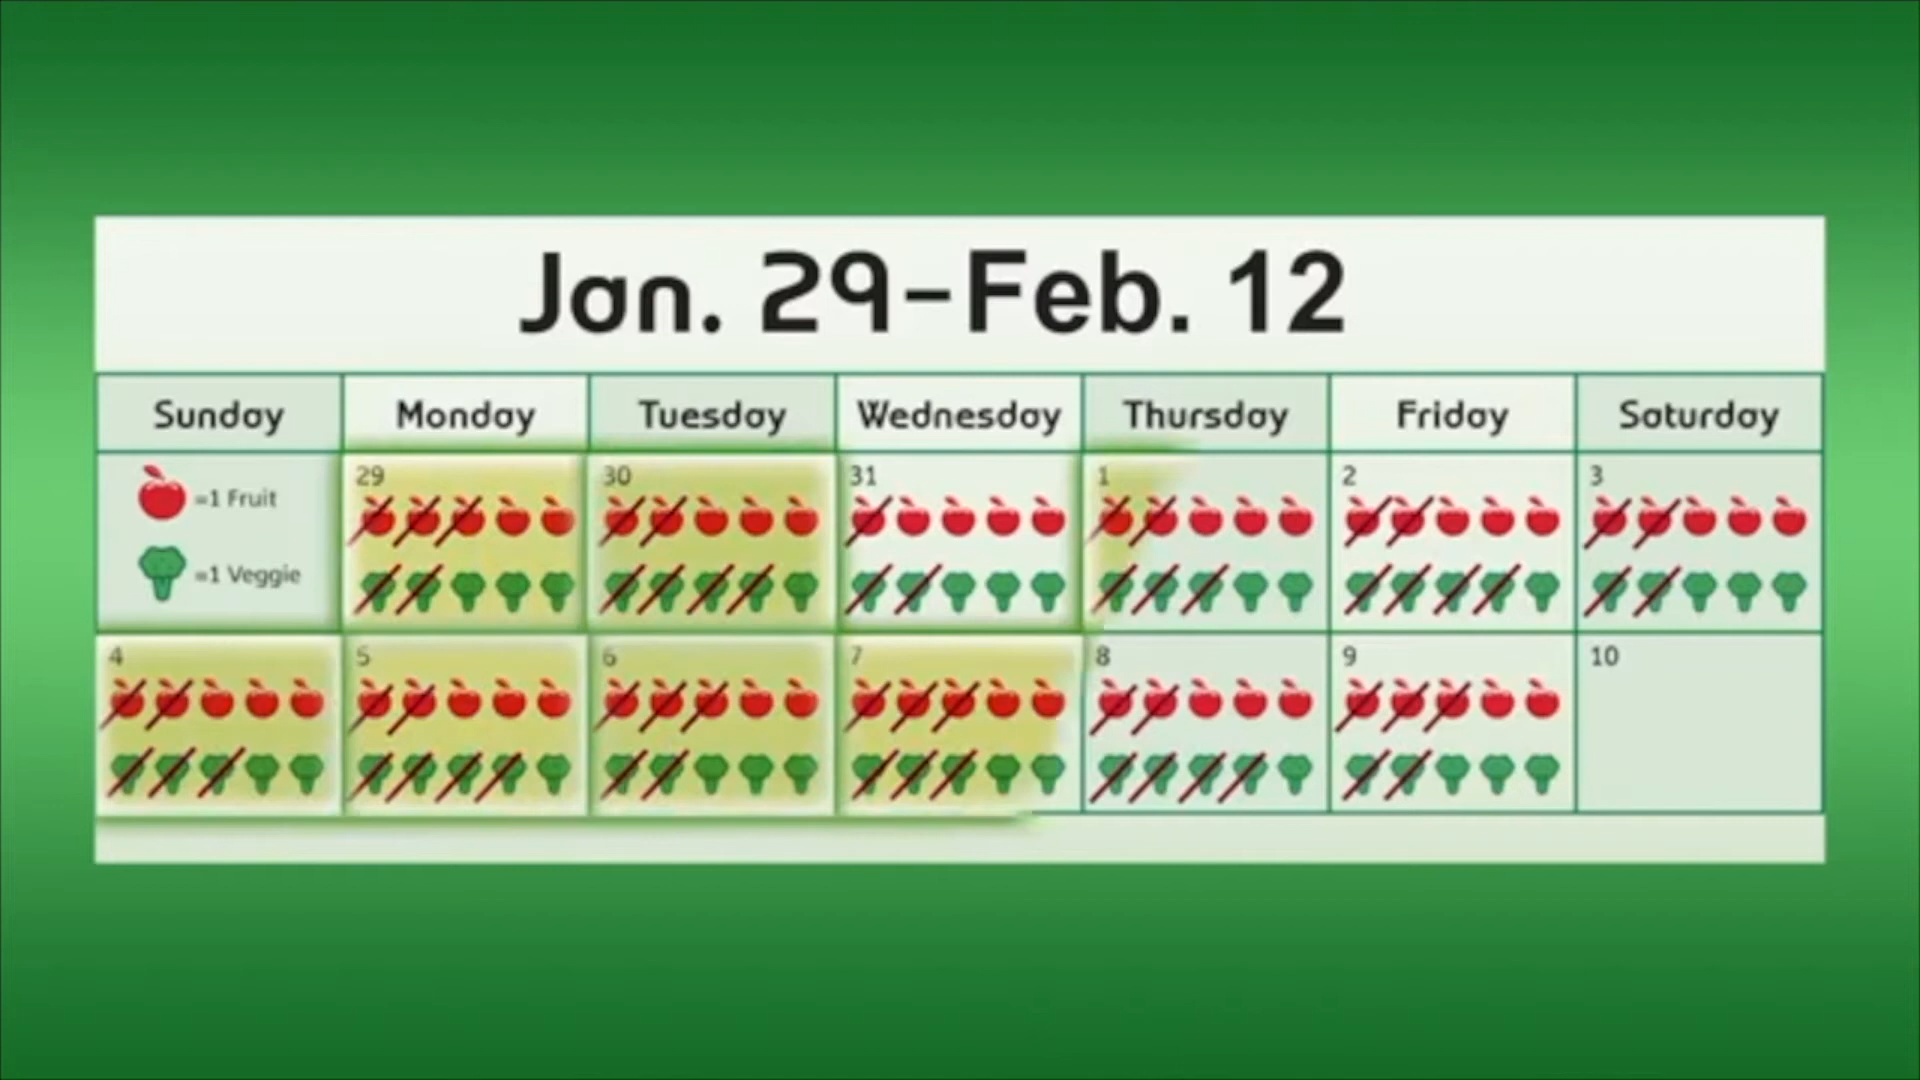 Jan. 29-Feb. 12
Sunday Monday Tuesday Wednesday Thursday Friday Saturday
=1 Fruit
=1 Veggie
29 30 31 1 2 3
4 5 6 7 8 9 10